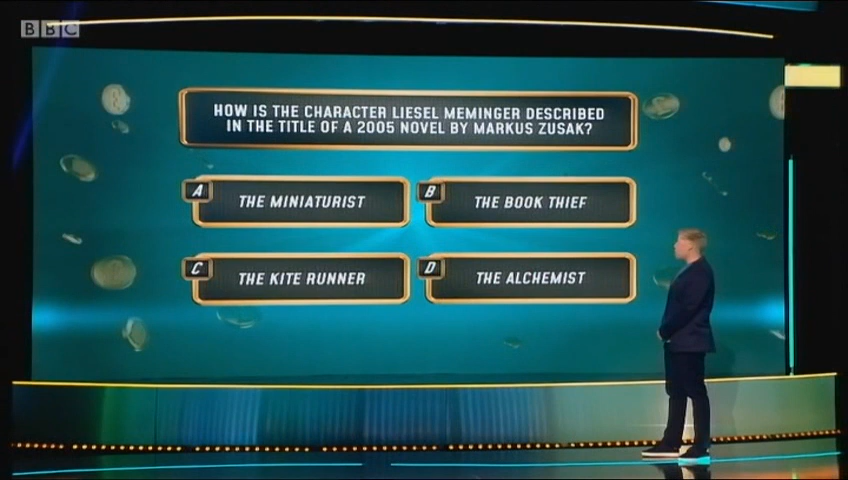 BBC
HOW IS THE CHARACTER LIESEL MEMINGER DESCRIBED
IN THE TITLE OF A 2005 NOVEL BY MARKUS ZUSAK?
A THE MINIATURIST
B THE BOOK THIEF
C THE KITE RUNNER
D THE ALCHEMIST